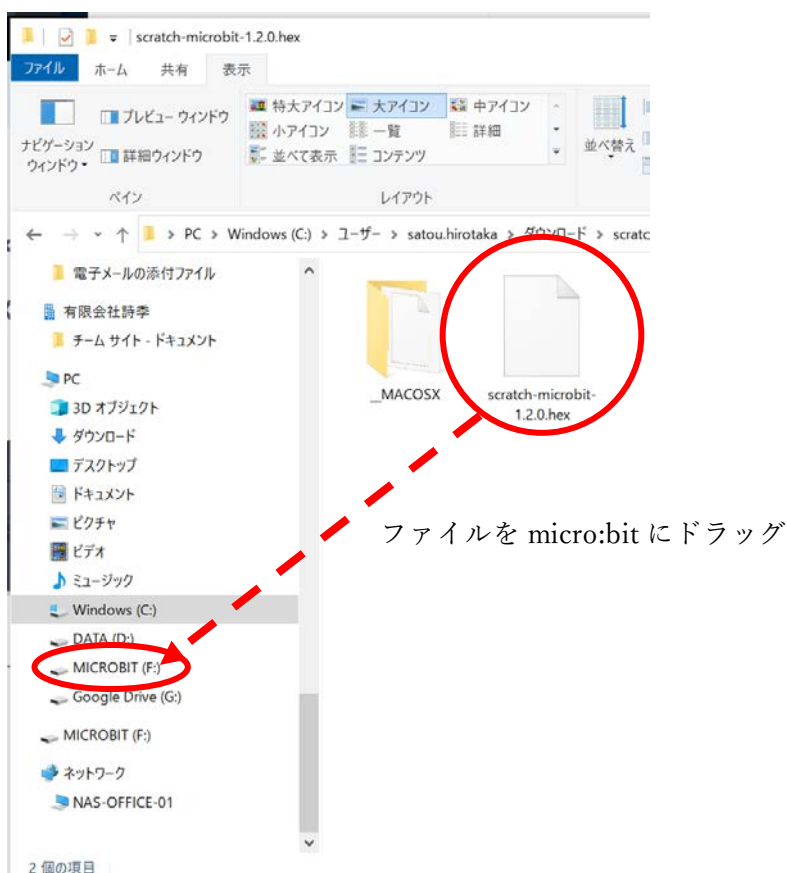 scratch-microbit-1.2.0.hex
ファイル ホーム 共有 表示
プレビュー ウィンドウ
詳細ウィンドウ
ナビゲーション
ウィンドウ
ペイン
特大アイコン 大アイコン 中アイコン
小アイコン 一覧 詳細
並べて表示 コンテンツ
レイアウト
並べ替え
PC > Windows (C:) > ユーザー > satou.hirotaka > ダウンロード > scratc
電子メールの添付ファイル
有限会社詩季
チーム サイト - ドキュメント
PC
3D オブジェクト
ダウンロード
デスクトップ
ドキュメント
ピクチャ
ビデオ
ミュージック
Windows (C:)
DATA (D:)
MICROBIT (F:)
Google Drive (G:)
MICROBIT (F:)
ネットワーク
NAS-OFFICE-01
__MACOSX
scratch-microbit-
1.2.0.hex
ファイルを micro:bit にドラッグ
2 個の項目